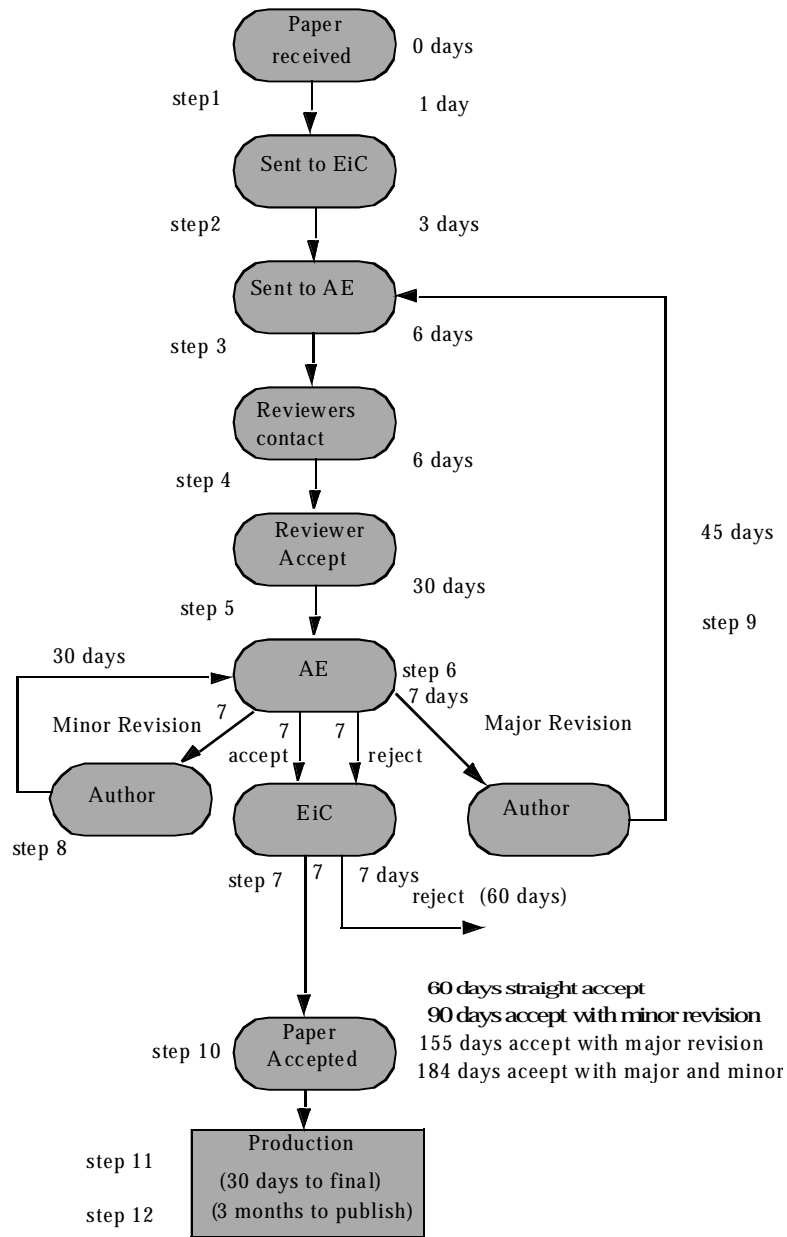 Paper
received
0 days
step1
1 day
Sent to EiC
step2
3 days
Sent to AE
step 3
6 days
Reviewers
contact
step 4
6 days
Reviewer
Accept
45 days
step 5
30 days
step 9
30 days
AE
step 6
7 days
7
Minor Revision
7
7
Major Revision
accept
reject
Author
EiC
Author
step 8
step 7
7
7 days
reject (60 days)
60 days straight accept
90 days accept with minor revision
155 days accept with major revision
184 days aceept with major and minor
step 10
Paper
Accepted
Production
step 11
(30 days to final)
step 12
(3 months to publish)